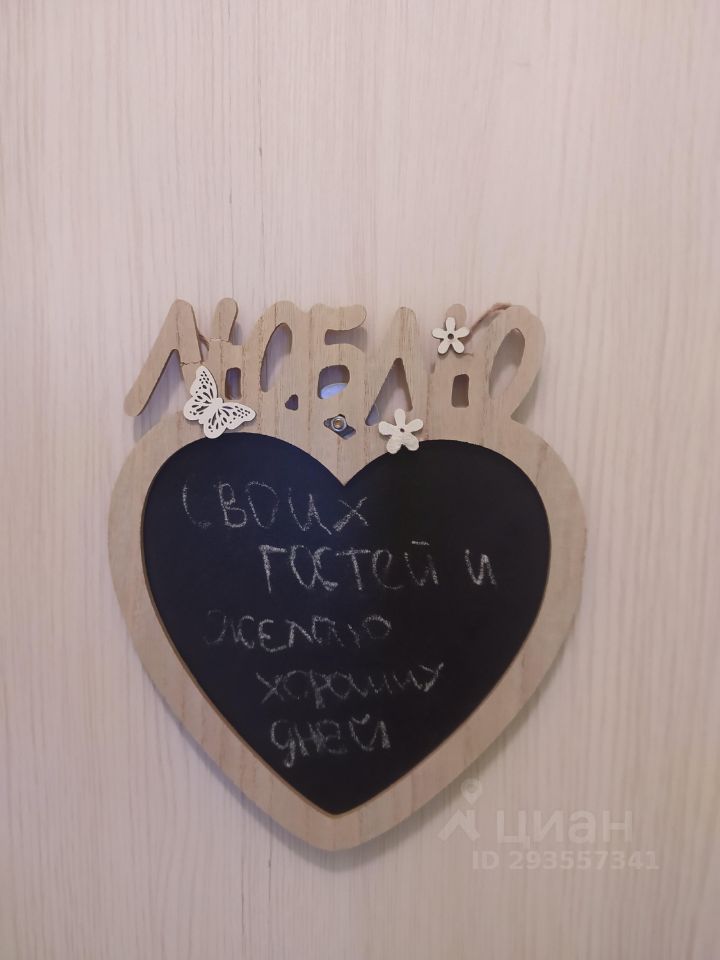 ЛЮБЛЮ
СВОИХ
ГОСТЕЙ И
ЖЕЛАЮ
хороших
дней
циан
ID 293557341